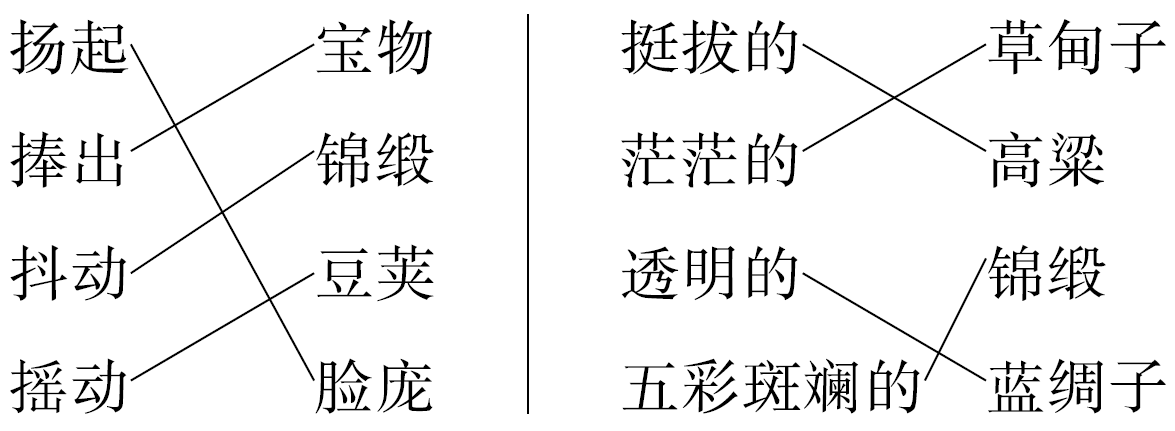 扬起 宝物 挺拔的 草甸子
捧出 锦缎 茫茫的 高粱
抖动 豆荚 透明的 锦缎
摇动 脸庞 五彩斑斓的 蓝绸子